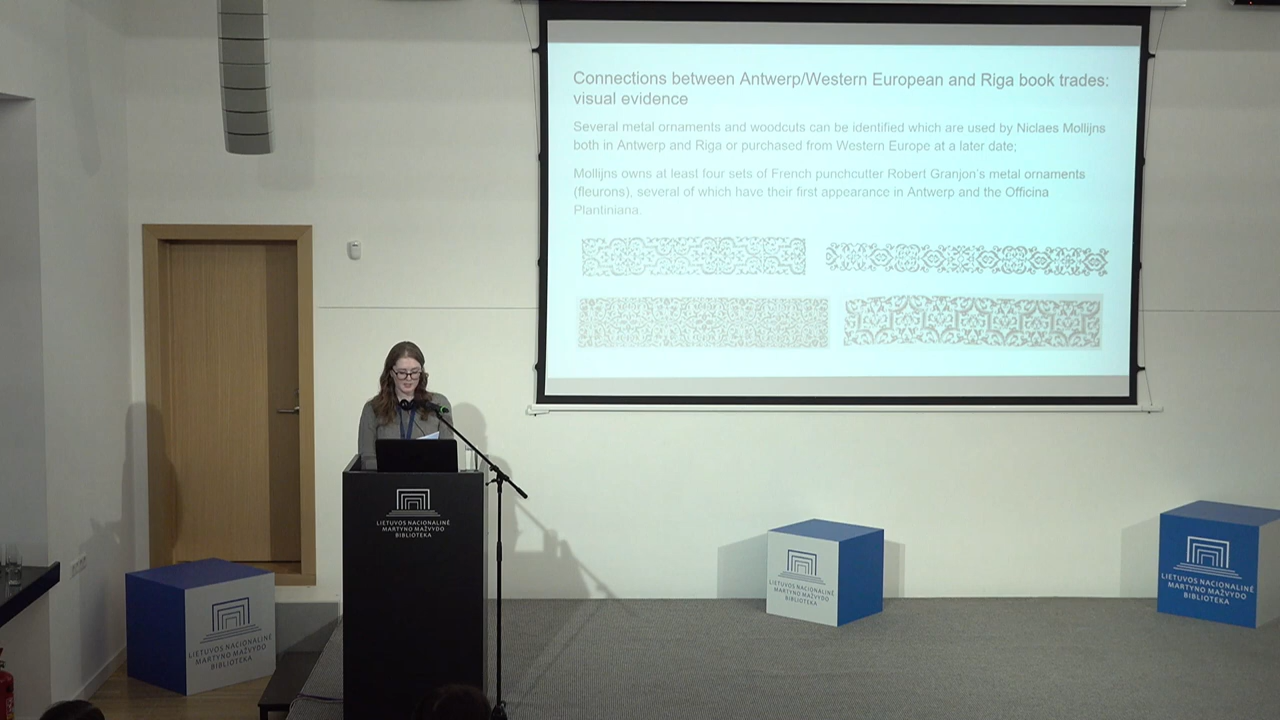 Connections between Antwerp/Western European and Riga book trades:
visual evidence
Several metal ornaments and woodcuts can be identified which are used by Niclaes Mollijns
both in Antwerp and Riga or purchased from Western Europe at a later date;
Mollijns owns at least four sets of French punchcutter Robert Granjon's metal ornaments
(fleurons), several of which have their first appearance in Antwerp and the Officina
Plantiniana.
LIETUVOS NACIONALINĖ
MARTYNO MAŽVYDO
BIBLIOTEKA
LIETUVOS NACIONALINĖ
MARTYNO MAŽVYDO
BIBLIOTEKA
LIETUVOS NACIONALINĖ
MARTYNO MAŽVYDO
BIBLIOTEKA
LIETUVOS NACIONALINĖ
MARTYNO MAŽVYDO
BIBLIOTEKA